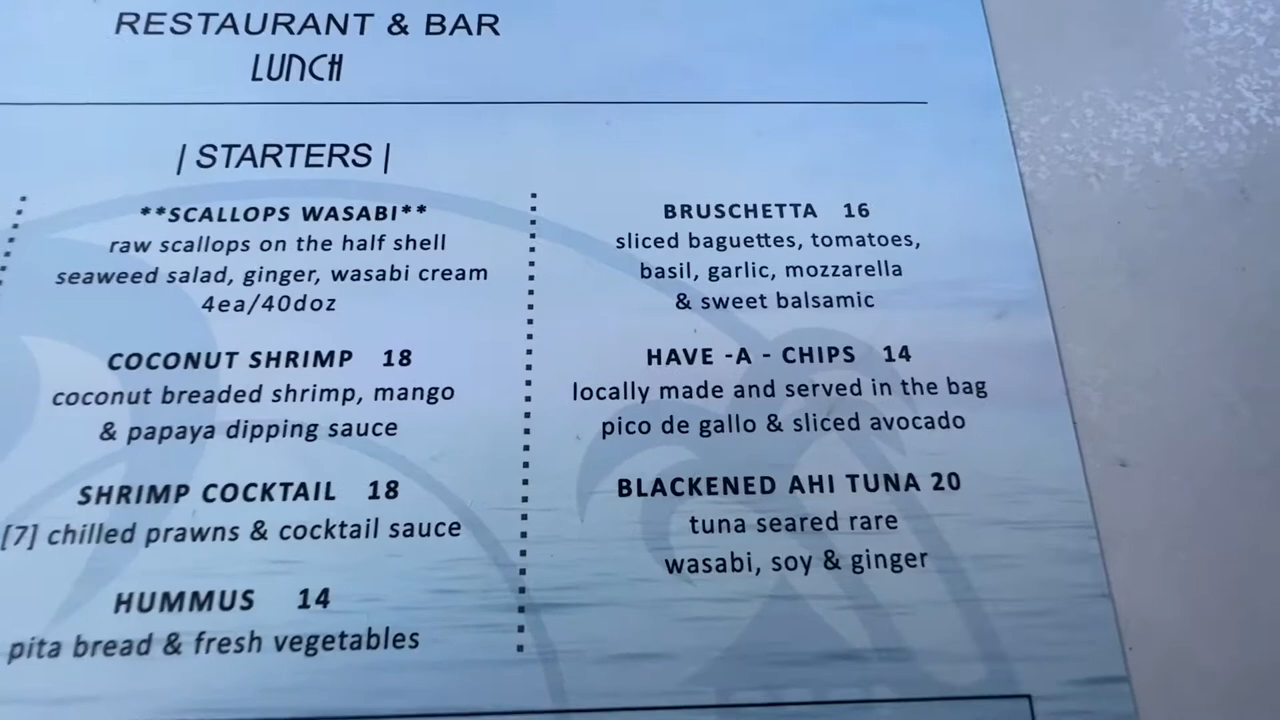 RESTAURANT & BAR
LUNCH
| STARTERS |
**SCALLOPS WASABI**
raw scallops on the half shell
seaweed salad, ginger, wasabi cream
4ea/40doz
COCONUT SHRIMP 18
coconut breaded shrimp, mango
& papaya dipping sauce
SHRIMP COCKTAIL 18
[7] chilled prawns & cocktail sauce
HUMMUS 14
pita bread & fresh vegetables
BRUSCHETTA 16
sliced baguettes, tomatoes,
basil, garlic, mozzarella
& sweet balsamic
HAVE -A - CHIPS 14
locally made and served in the bag
pico de gallo & sliced avocado
BLACKENED AHI TUNA 20
tuna seared rare
wasabi, soy & ginger